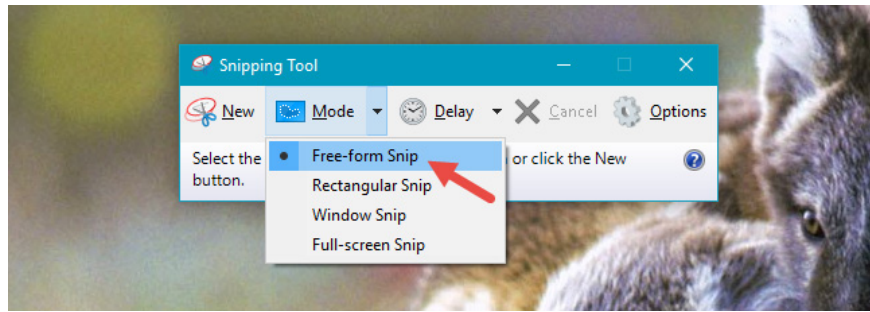 Snipping Tool
New Mode Delay Cancel Options
Select the
Free-form Snip
or click the New
button.
Rectangular Snip
Window Snip
Full-screen Snip
?